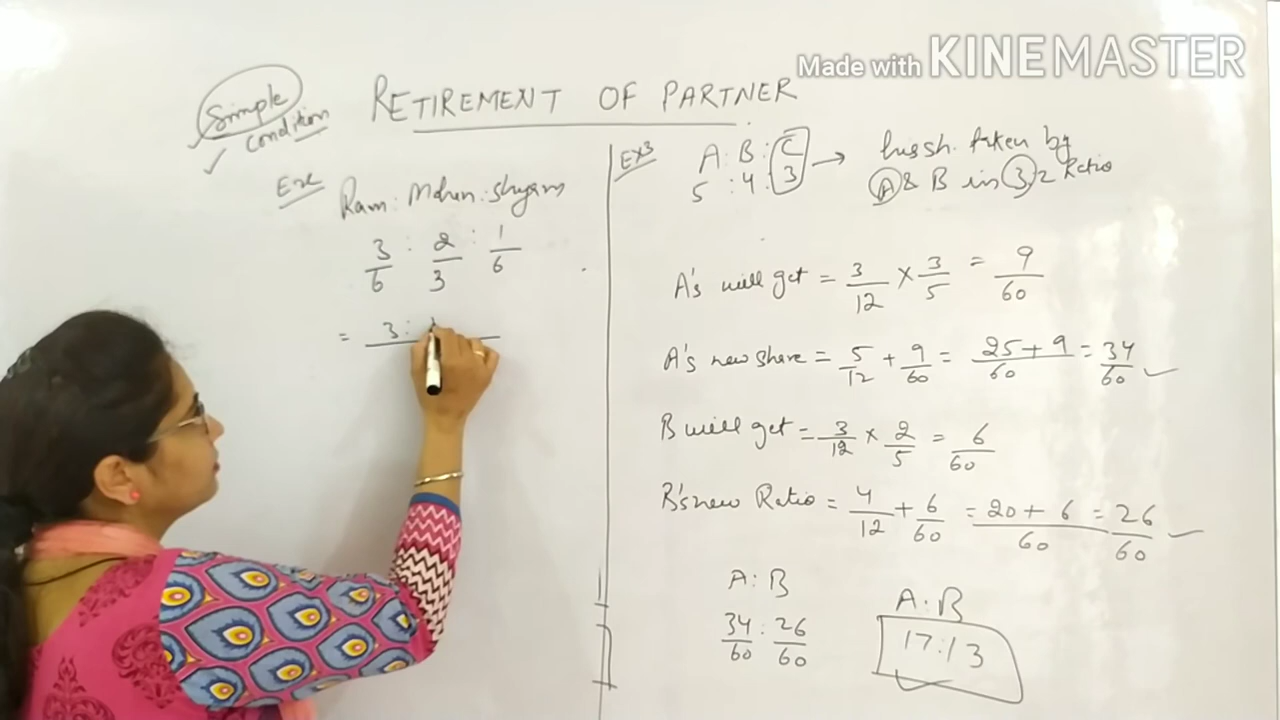 Made with KINEMASTER
Simple
✓ condition
RETIREMENT OF PARTNER
Exe
Ram : Mohan : Shyam
3/6 : 2/3 : 1/6
= 3 :
Ex3
A : B : C → taken by
5 : 4 : 3 A & B in 3:2 Ratio
A's will get = 3/12 × 3/5 = 9/60
A's new share = 5/12 + 9/60 = 25+9/60 = 34/60 ✓
B will get = 3/12 × 2/5 = 6/60
B's new Ratio = 4/12 + 6/60 = 20+6/60 = 26/60 ✓
A : B
34/60 : 26/60
A : B
17:13